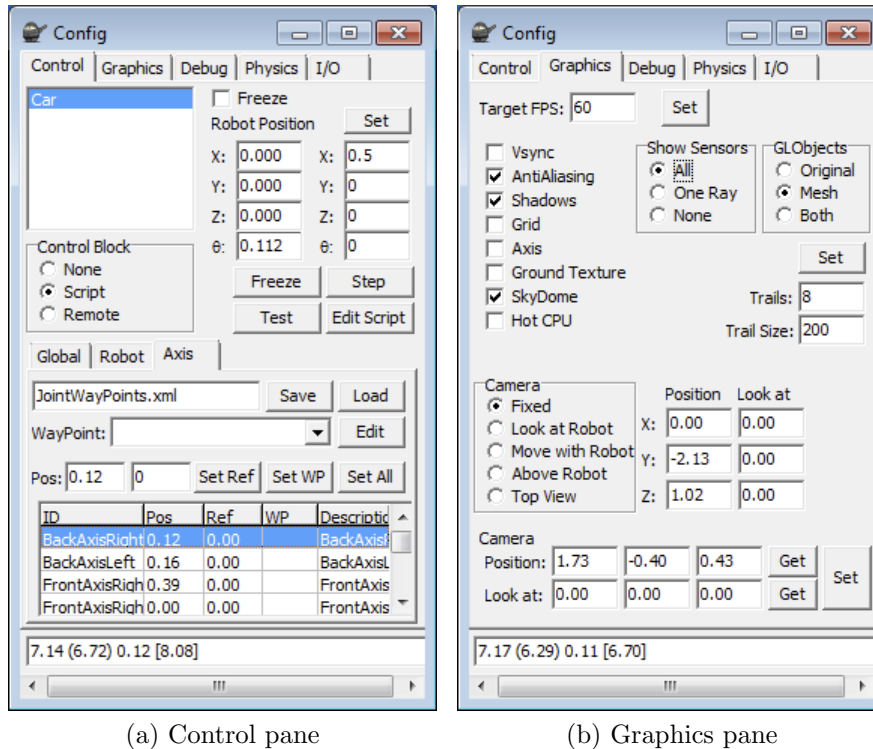 Config
Control Graphics Debug Physics I/O
Car
Freeze
Robot Position Set
X: 0.000 X: 0.5
Y: 0.000 Y: 0
Z: 0.000 Z: 0
θ: 0.112 θ: 0
Control Block
None
Script
Remote
Freeze Step
Test Edit Script
Global Robot Axis
JointWayPoints.xml Save Load
WayPoint: Edit
Pos: 0.12 0 Set Ref Set WP Set All
ID Pos Ref WP Descriptic
BackAxisRight 0.12 0.00 BackAxisF
BackAxisLeft 0.16 0.00 BackAxisL
FrontAxisRigh 0.39 0.00 FrontAxis
FrontAxisRigh 0.00 0.00 FrontAxis
7.14 (6.72) 0.12 [8.08]
(a) Control pane
Config
Control Graphics Debug Physics I/O
Target FPS: 60 Set
Vsync
AntiAliasing
Shadows
Grid
Axis
Ground Texture
SkyDome
Hot CPU
Show Sensors
All
One Ray
None
GLObjects
Original
Mesh
Both
Set
Trails: 8
Trail Size: 200
Camera
Fixed
Look at Robot
Move with Robot
Above Robot
Top View
Position Look at
X: 0.00 0.00
Y: -2.13 0.00
Z: 1.02 0.00
Camera
Position: 1.73 -0.40 0.43 Get
Look at: 0.00 0.00 0.00 Get
Set
7.17 (6.29) 0.11 [6.70]
(b) Graphics pane